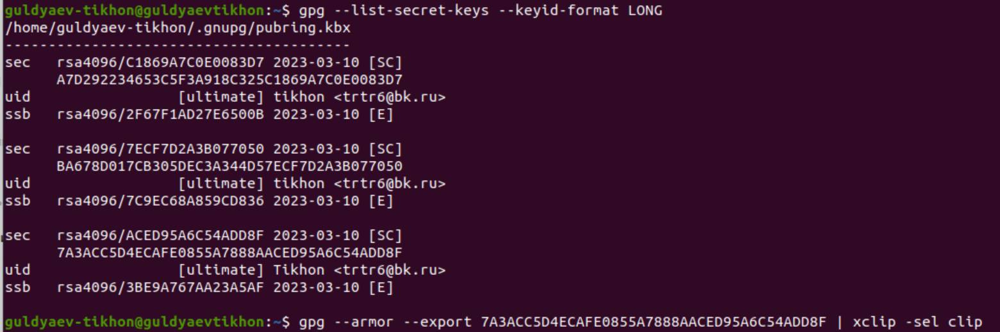 guldyaev-tikhon@guldyaevtikhon:~$ gpg --list-secret-keys --keyid-format LONG
/home/guldyaev-tikhon/.gnupg/pubring.kbx
----------------------------------------
sec   rsa4096/C1869A7C0E0083D7 2023-03-10 [SC]
      A7D292234653C5F3A918C325C1869A7C0E0083D7
uid                 [ultimate] tikhon <trtr6@bk.ru>
ssb   rsa4096/2F67F1AD27E6500B 2023-03-10 [E]

sec   rsa4096/7ECF7D2A3B077050 2023-03-10 [SC]
      BA678D017CB305DEC3A344D57ECF7D2A3B077050
uid                 [ultimate] tikhon <trtr6@bk.ru>
ssb   rsa4096/7C9EC68A859CD836 2023-03-10 [E]

sec   rsa4096/ACED95A6C54ADD8F 2023-03-10 [SC]
      7A3ACC5D4ECAFE0855A7888AACED95A6C54ADD8F
uid                 [ultimate] Tikhon <trtr6@bk.ru>
ssb   rsa4096/3BE9A767AA23A5AF 2023-03-10 [E]

guldyaev-tikhon@guldyaevtikhon:~$ gpg --armor --export 7A3ACC5D4ECAFE0855A7888AACED95A6C54ADD8F | xclip -sel clip